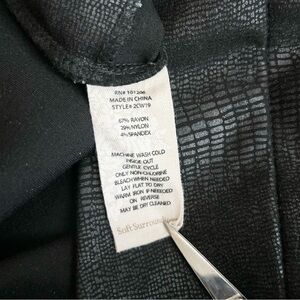 RN# 101206
MADE IN CHINA
STYLE# 2CW19
67% RAYON
29% NYLON
4% SPANDEX
MACHINE WASH COLD
INSIDE OUT
GENTLE CYCLE
ONLY NON-CHLORINE
BLEACH WHEN NEEDED
LAY FLAT TO DRY
WARM IRON IF NEEDED
ON REVERSE
MAY BE DRY CLEANED
Soft Surroun